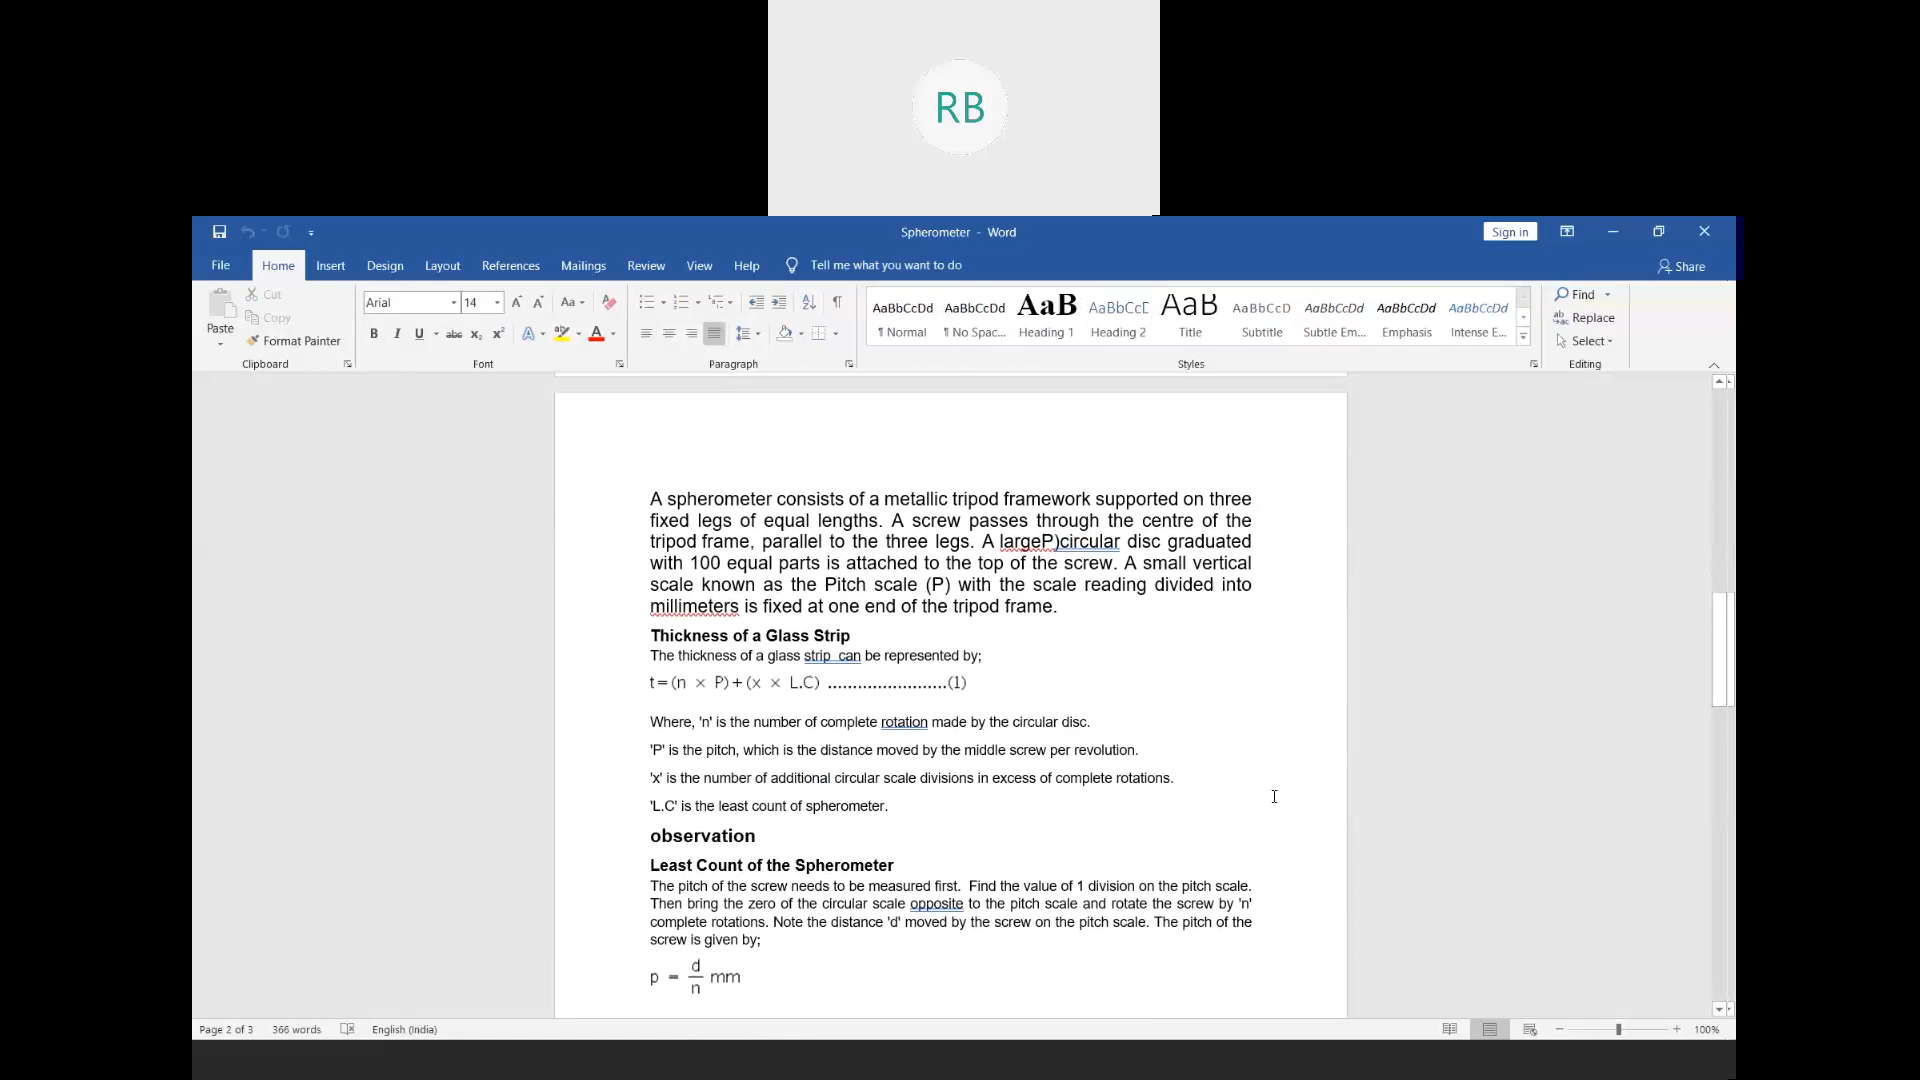 RB
Spherometer - Word
Sign in
File Home Insert Design Layout References Mailings Review View Help Tell me what you want to do Share
Paste
Cut
Copy
Format Painter
Clipboard
Arial 14
Font
Paragraph
AaBbCcDd AaBbCcDd AaB AaBbCcE AaB AaBbCcD AaBbCcDd AaBbCcDd AaBbCcDd
¶ Normal ¶ No Spac... Heading 1 Heading 2 Title Subtitle Subtle Em... Emphasis Intense E...
Styles
Find
Replace
Select
Editing
A spherometer consists of a metallic tripod framework supported on three
fixed legs of equal lengths. A screw passes through the centre of the
tripod frame, parallel to the three legs. A largeP)circular disc graduated
with 100 equal parts is attached to the top of the screw. A small vertical
scale known as the Pitch scale (P) with the scale reading divided into
millimeters is fixed at one end of the tripod frame.
Thickness of a Glass Strip
The thickness of a glass strip can be represented by;
t=(n × P)+(x × L.C) ........................(1)
Where, 'n' is the number of complete rotation made by the circular disc.
'P' is the pitch, which is the distance moved by the middle screw per revolution.
'x' is the number of additional circular scale divisions in excess of complete rotations.
'L.C' is the least count of spherometer.
observation
Least Count of the Spherometer
The pitch of the screw needs to be measured first. Find the value of 1 division on the pitch scale.
Then bring the zero of the circular scale opposite to the pitch scale and rotate the screw by 'n'
complete rotations. Note the distance 'd' moved by the screw on the pitch scale. The pitch of the
screw is given by;
p = d/n mm
Page 2 of 3 366 words English (India) 100%